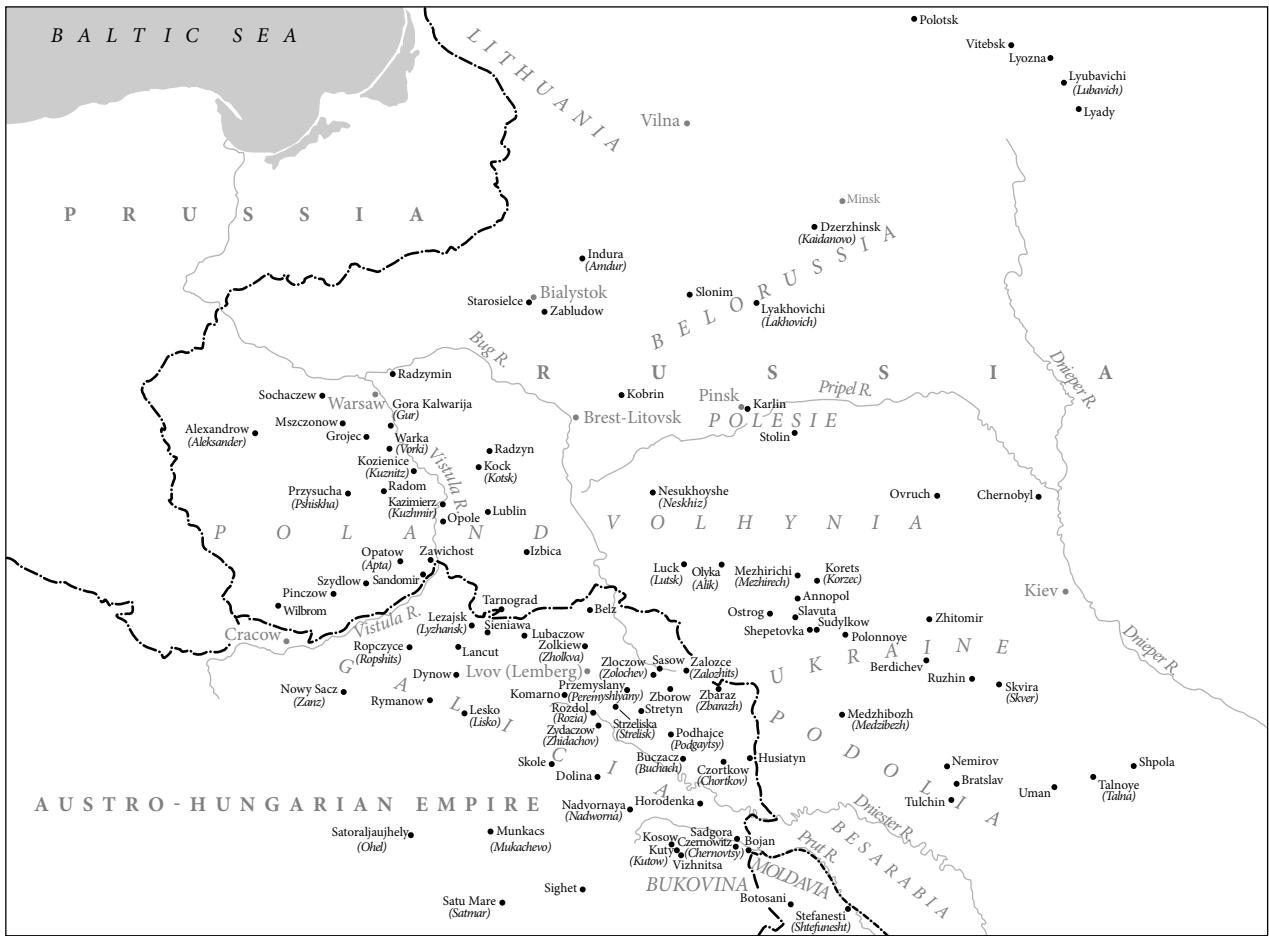 BALTIC SEA
LITHUANIA
Polotsk
Vitebsk
Lyozna
Lyubavichi
(Lubavich)
Lyady
Vilna
PRUSSIA
Minsk
Dzerzhinsk
(Kaidanovo)
BELORUSSIA
Indura
(Amdur)
Bialystok
Starosielce
Zabludow
Slonim
Lyakhovichi
(Lakhovich)
Bug R.
RUSSIA
Dnieper R.
Radzymin
Sochaczew
Warsaw
Gora Kalwarija
(Gur)
Mszczonow
Alexandrow
(Aleksander)
Grojec
Warka
(Vorki)
Kobrin
Pinsk
Karlin
Pripel R.
Brest-Litovsk
POLESIE
Stolin
Radzyn
Kozienice
(Kuznitz)
Vistula R.
Kock
(Kotsk)
Przysucha
(Pshiskha)
Radom
Kazimierz
(Kuzhmir)
Opole
Lublin
Nesukhoyshe
(Neskhiz)
Ovruch
Chernobyl
POLAND
VOLHYNIA
Opatow
(Apta)
Zawichost
Izbica
Szydlow
Sandomir
Pinczow
Wilbrom
Luck
(Lutsk)
Olyka
(Alik)
Mezhirichi
(Mezhirech)
Korets
(Korzec)
Annopol
Kiev
Tarnograd
Belz
Ostrog
Slavuta
Sudylkow
Shepetovka
Zhitomir
Polonnoye
Cracow
Vistula R.
Lezajsk
(Lyzhansk)
Sieniawa
Lubaczow
Zolkiew
(Zholkva)
Ropczyce
(Ropshits)
Lancut
UKRAINE
Dnieper R.
Berdichev
Ruzhin
Skvira
(Skver)
GALICIA
Dynow
Lvov (Lemberg)
Zloczow
(Zolochev)
Sasow
Zalozce
(Zalozhits)
Nowy Sacz
(Zanz)
Rymanow
Komarno
Przemyslany
(Peremyshlyany)
Zborow
Zbaraz
(Zbarazh)
Lesko
(Lisko)
Rozdol
(Rozia)
Stretyn
Strzeliska
(Strelisk)
Zydaczow
(Zhidachov)
Podhajce
(Podgaytsy)
Medzhibozh
(Medzibezh)
PODOLIA
Skole
Dolina
Buczacz
(Buchach)
Czortkow
(Chortkov)
Husiatyn
Nemirov
Bratslav
Tulchin
Uman
Shpola
Talnoye
(Talna)
AUSTRO-HUNGARIAN EMPIRE
Nadvornaya
(Nadworna)
Horodenka
Dniester R.
BESARABIA
Satoraljaujhely
(Ohel)
Munkacs
(Mukachevo)
Kosow
Sadgora
Czernowitz
(Chernovtsy)
Bojan
Kuty
(Kutow)
Vizhnitsa
Prut R.
MOLDAVIA
BUKOVINA
Sighet
Satu Mare
(Satmar)
Botosani
Stefanesti
(Shtefunesht)